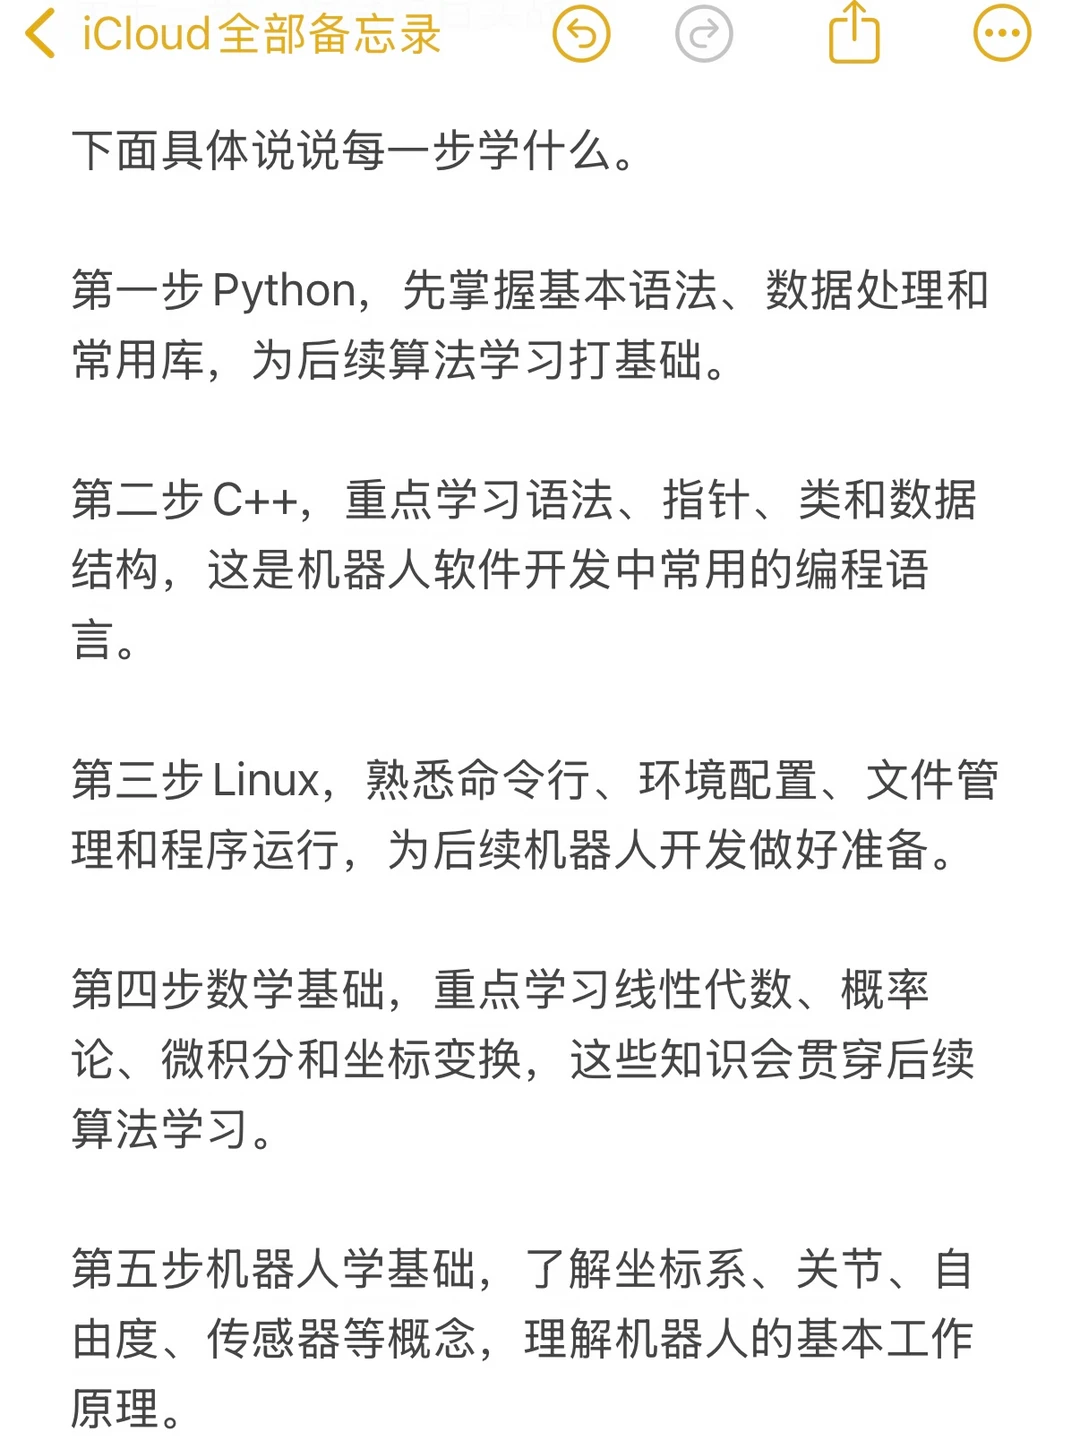 iCloud全部备忘录
下面具体说说每一步学什么。
第一步Python，先掌握基本语法、数据处理和
常用库，为后续算法学习打基础。
第二步C++，重点学习语法、指针、类和数据
结构，这是机器人软件开发中常用的编程语
言。
第三步Linux，熟悉命令行、环境配置、文件管
理和程序运行，为后续机器人开发做好准备。
第四步数学基础，重点学习线性代数、概率
论、微积分和坐标变换，这些知识会贯穿后续
算法学习。
第五步机器人学基础，了解坐标系、关节、自
由度、传感器等概念，理解机器人的基本工作
原理。